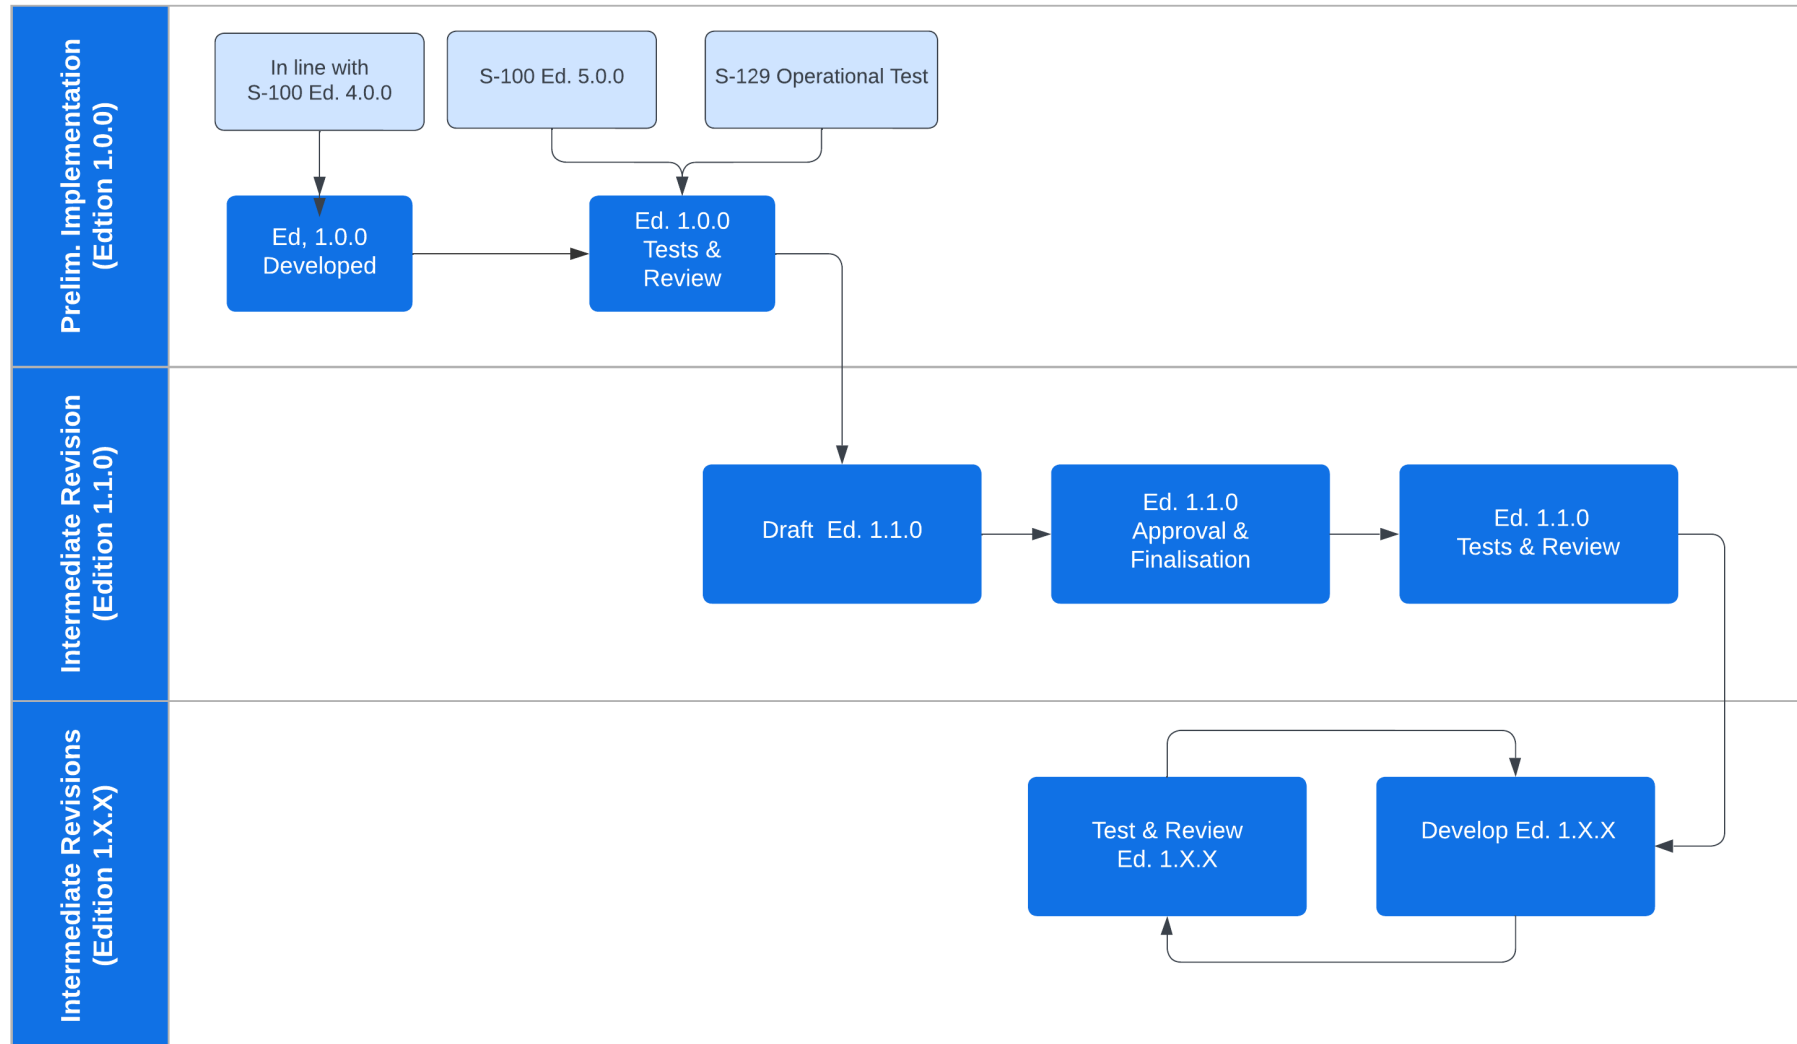 Prelim. Implementation
(Edtion 1.0.0)
In line with
S-100 Ed. 4.0.0
S-100 Ed. 5.0.0
S-129 Operational Test
Ed, 1.0.0
Developed
Ed. 1.0.0
Tests &
Review
Intermediate Revision
(Edition 1.1.0)
Draft  Ed. 1.1.0
Ed. 1.1.0
Approval &
Finalisation
Ed. 1.1.0
Tests & Review
Intermediate Revisions
(Edition 1.X.X)
Test & Review
Ed. 1.X.X
Develop Ed. 1.X.X